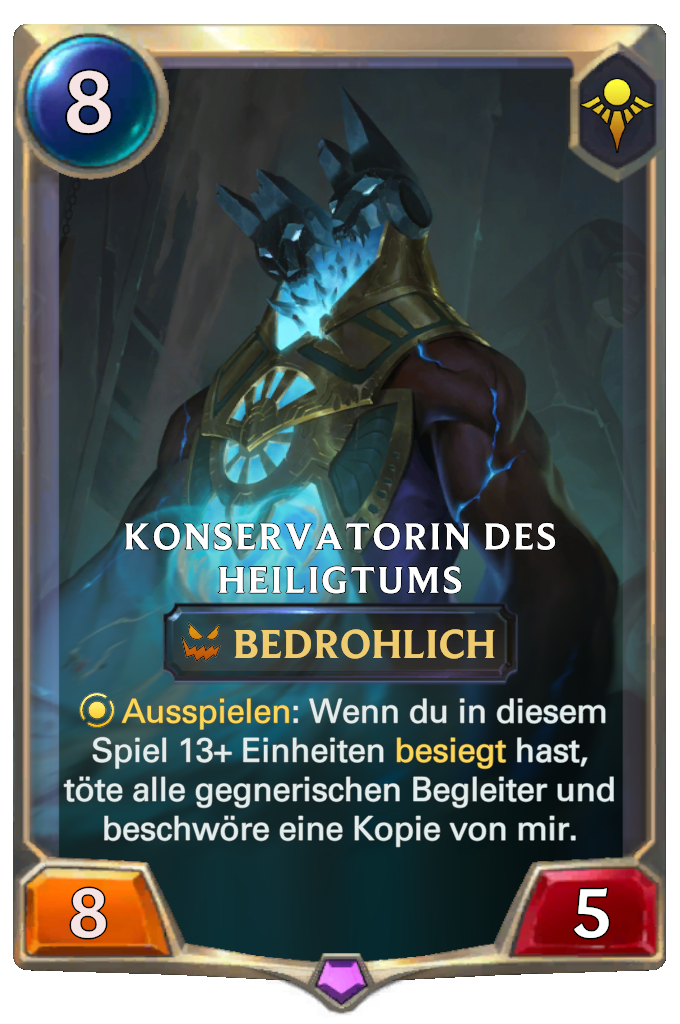 8
KONSERVATORIN DES
HEILIGTUMS
BEDROHLICH
Ausspielen: Wenn du in diesem
Spiel 13+ Einheiten besiegt hast,
töte alle gegnerischen Begleiter und
beschwöre eine Kopie von mir.
8 5